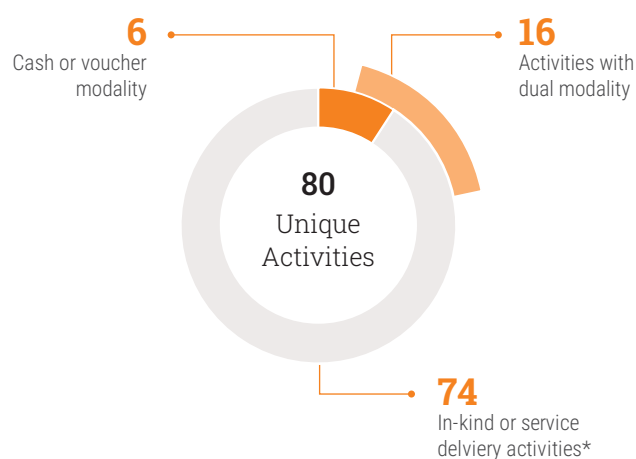 6
Cash or voucher
modality
16
Activities with
dual modality
80
Unique
Activities
74
In-kind or service
delviery activities*